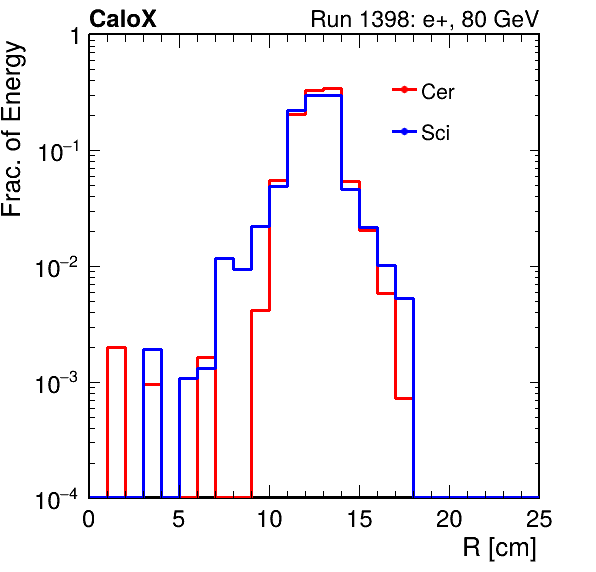 CaloX Run 1398: e+, 80 GeV
Frac. of Energy
1
10⁻¹
10⁻²
10⁻³
10⁻⁴
Cer
Sci
0 5 10 15 20 25
R [cm]